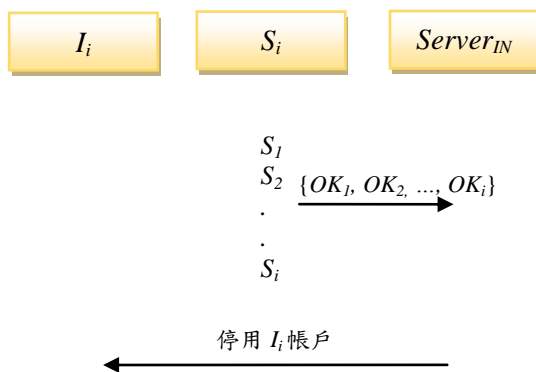 Iᵢ Sᵢ Serverᵢₙ
S₁
S₂ {OK₁, OK₂, ..., OKᵢ}
.
.
Sᵢ
停用 Iᵢ 帳戶